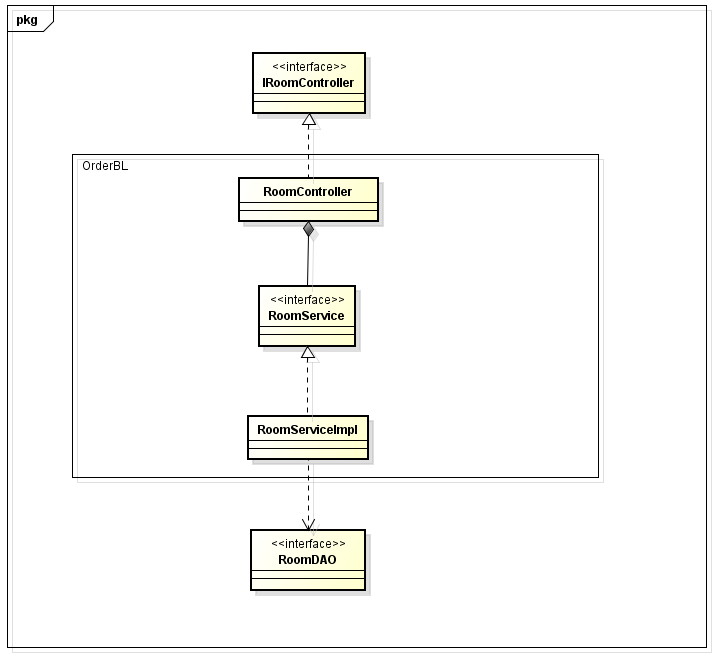 pkg
<<interface>>
IRoomController
OrderBL
RoomController
<<interface>>
RoomService
RoomServiceImpl
<<interface>>
RoomDAO